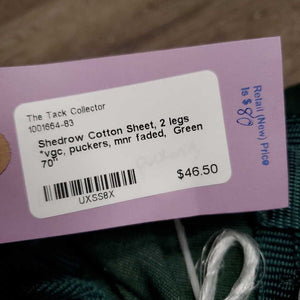 The Tack Collector
1001664-83
Shedrow Cotton Sheet, 2 legs
*vgc, puckers, mnr faded, Green
70"
$46.50
UXSS8X
Retail (New) Price
Is $80